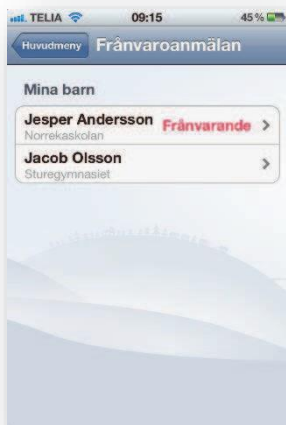 TELIA 09:15 45 %
Huvudmeny Frånvaroanmälan
Mina barn
Jesper Andersson Frånvarande
Norrekaskolan
Jacob Olsson
Sturegymnasiet